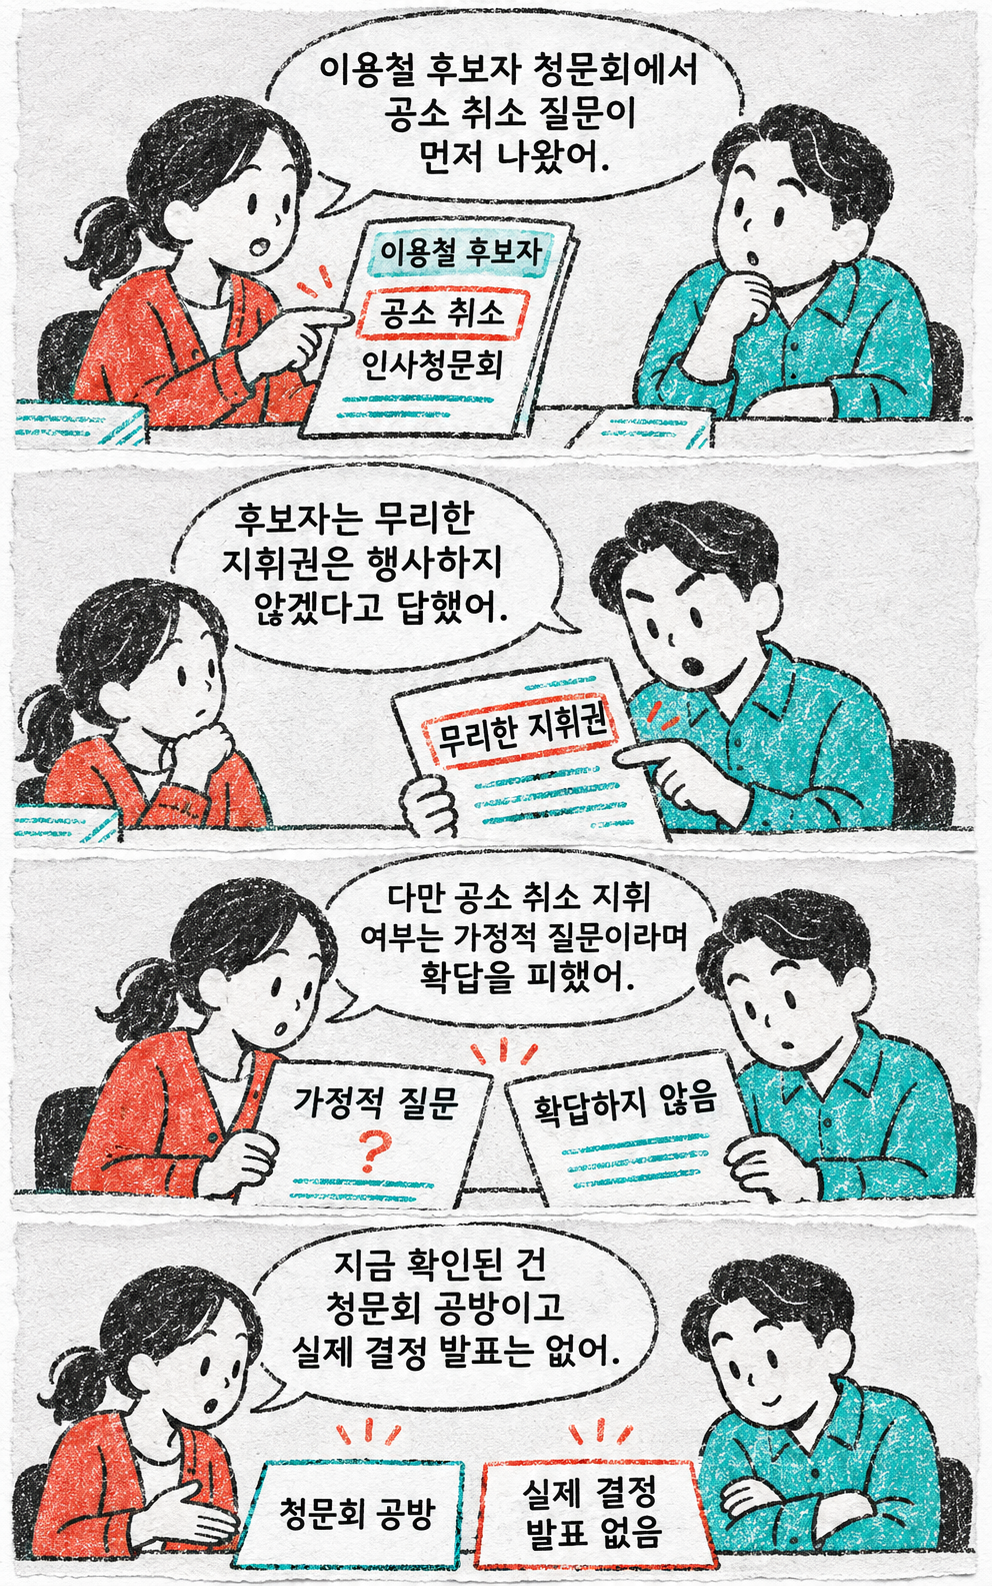 이용철 후보자 청문회에서
공소 취소 질문이
먼저 나왔어.
이용철 후보자
공소 취소
인사청문회
후보자는 무리한
지휘권은 행사하지
않겠다고 답했어.
무리한 지휘권
다만 공소 취소 지휘
여부는 가정적 질문이라며
확답을 피했어.
가정적 질문
?
확답하지 않음
지금 확인된 건
청문회 공방이고
실제 결정 발표는 없어.
청문회 공방
실제 결정
발표 없음